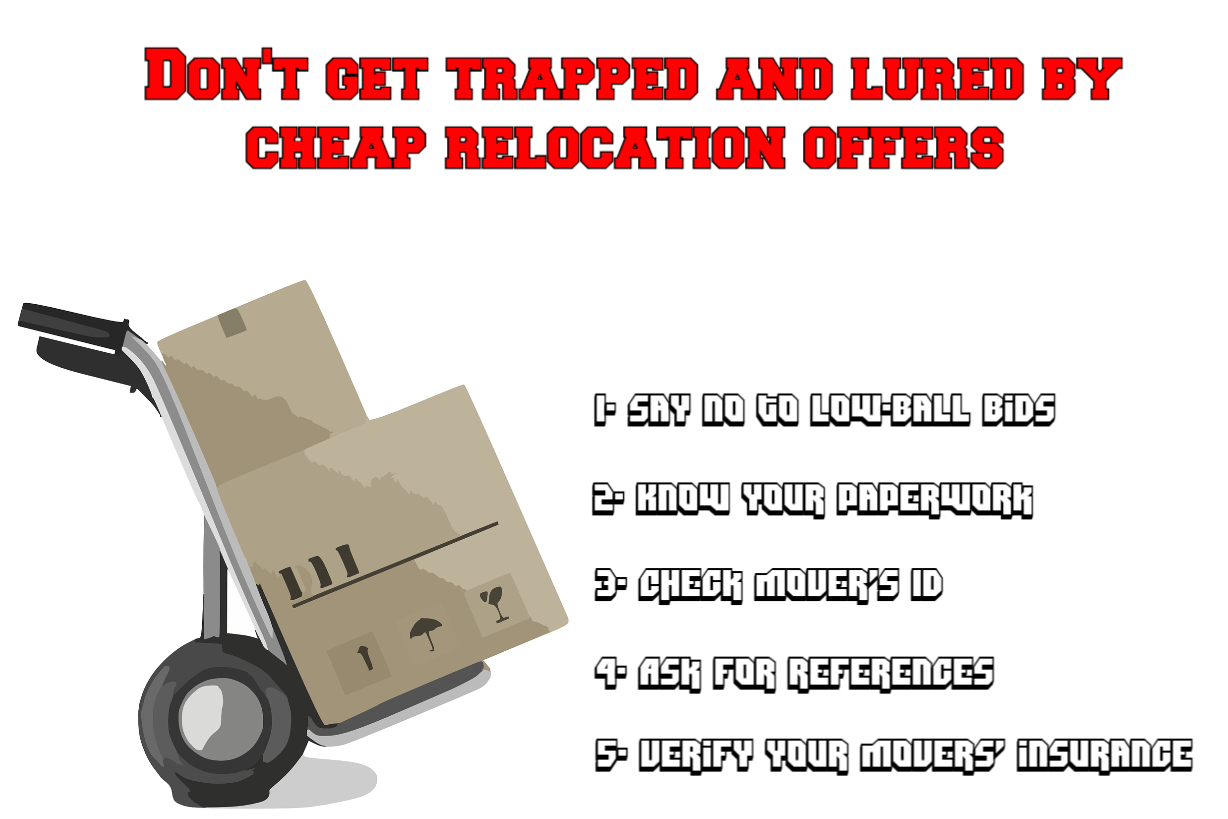 Don't get trapped and lured by
cheap relocation offers
1- Say no to low-ball bids
2- Know your paperwork
3- Check mover's ID
4- Ask for references
5- Verify your movers' insurance